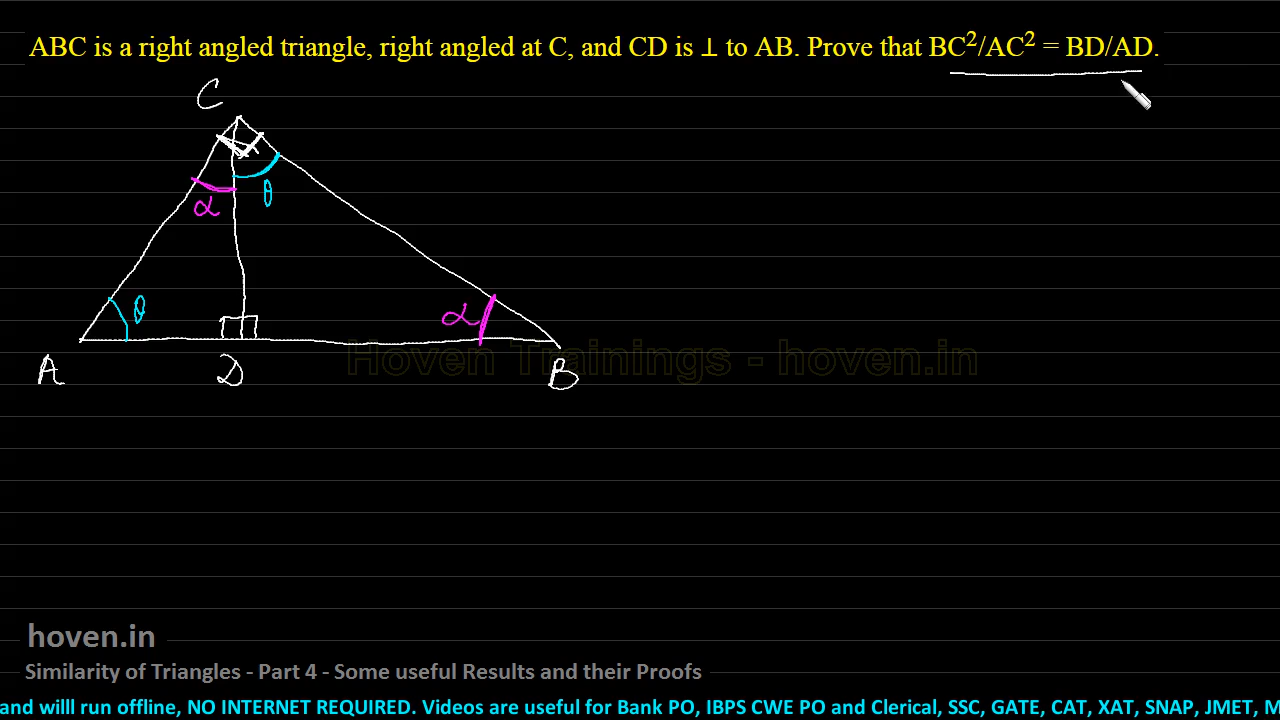 ABC is a right angled triangle, right angled at C, and CD is ⊥ to AB. Prove that BC²/AC² = BD/AD.
C
α
θ
θ
α
A
D
B
Hoven Trainings - hoven.in
hoven.in
Similarity of Triangles - Part 4 - Some useful Results and their Proofs
and willl run offline, NO INTERNET REQUIRED. Videos are useful for Bank PO, IBPS CWE PO and Clerical, SSC, GATE, CAT, XAT, SNAP, JMET, M